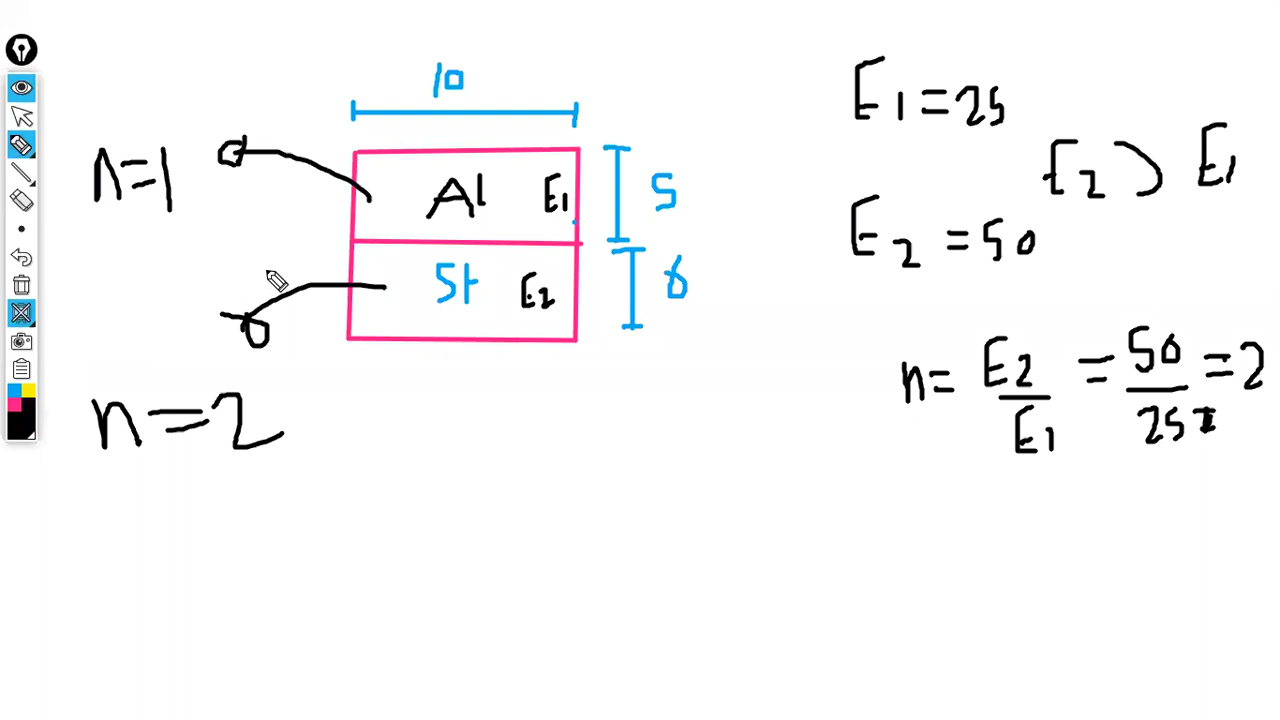 10
n=1
Al E1
5
St E2
6
n=2
E1=25
E2 > E1
E2=50
n= E2/E1 = 50/25 = 2